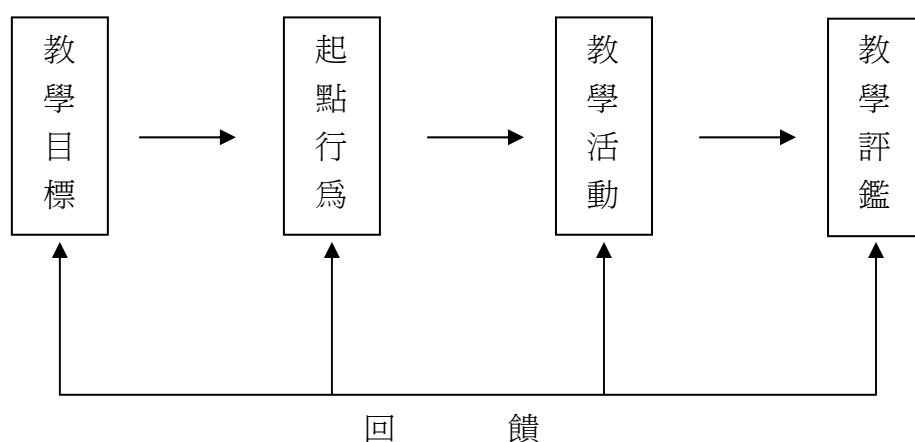 教學目標
起點行爲
教學活動
教學評鑑
回 饋